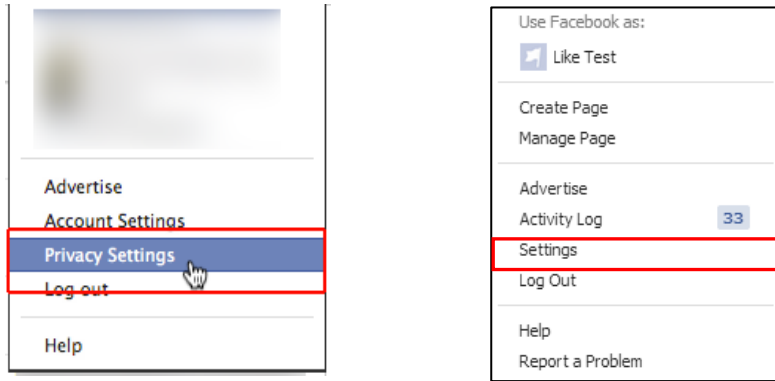 Advertise
Account Settings
Privacy Settings
Log out
Help
Use Facebook as:
Like Test
Create Page
Manage Page
Advertise
Activity Log 33
Settings
Log Out
Help
Report a Problem